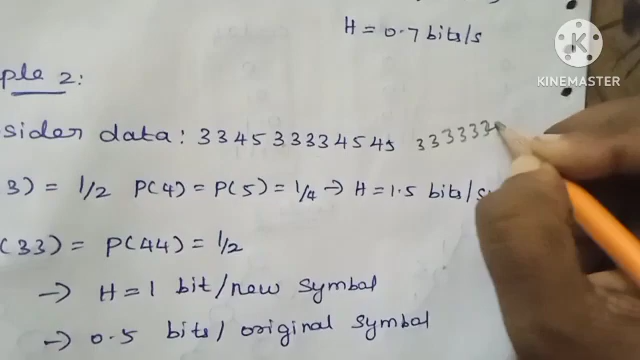 H = 0.7 bits/s
KINEMASTER
ple 2:
sider data: 334533334545 333333
3) = 1/2 P(4) = P(5) = 1/4 → H = 1.5 bits/s
(33) = P(44) = 1/2
→ H = 1 bit/new symbol
→ 0.5 bits/original symbol